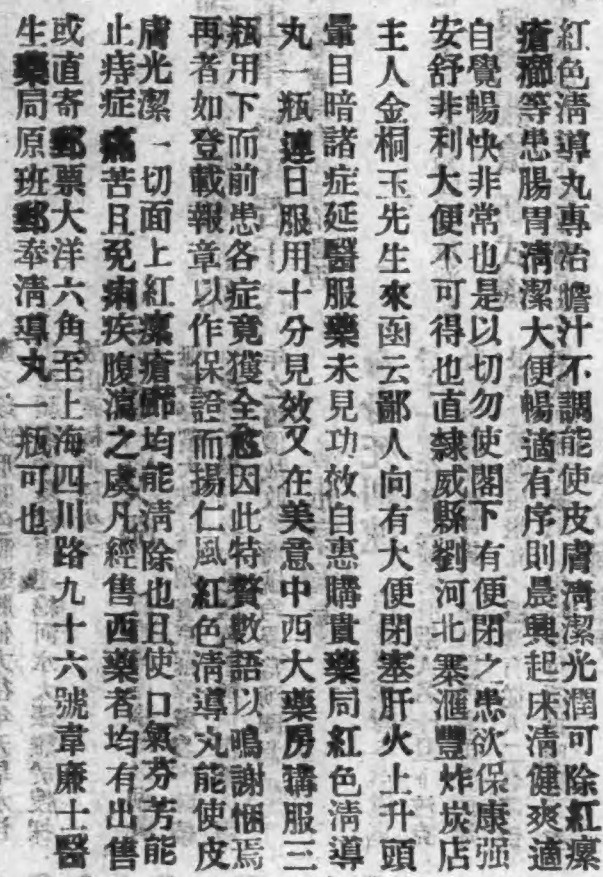 紅色淸導丸專治膽汁不調能使皮膚淸潔光潤可除紅瘰
瘡癤等患腸胃淸潔大便暢適有序則晨興起床淸健爽適
自覺暢快非常也是以切勿使閣下有便閉之患欲保康强
安舒非利大便不可得也直隸威縣劉河北寨滙豐炸炭店
主人金桐玉先生來函云鄙人向有大便閉塞肝火上升頭
暈目暗諸症延醫服藥未見功效自惠購貴藥局紅色淸導
丸一瓶連日服用十分見效又在美意中西大藥房購服三
瓶用下而前患各症竟獲全愈因此特贅數語以鳴謝悃焉
再者如登載報章以作保證而揚仁風紅色淸導丸能使皮
膚光潔一切面上紅瘰瘡癤均能淸除也且使口氣芬芳能
止痔症痛苦且免痢疾腹瀉之虞凡經售西藥者均有出售
或直寄郵票大洋六角至上海四川路九十六號韋廉士醫
生藥局原班郵奉淸導丸一瓶可也